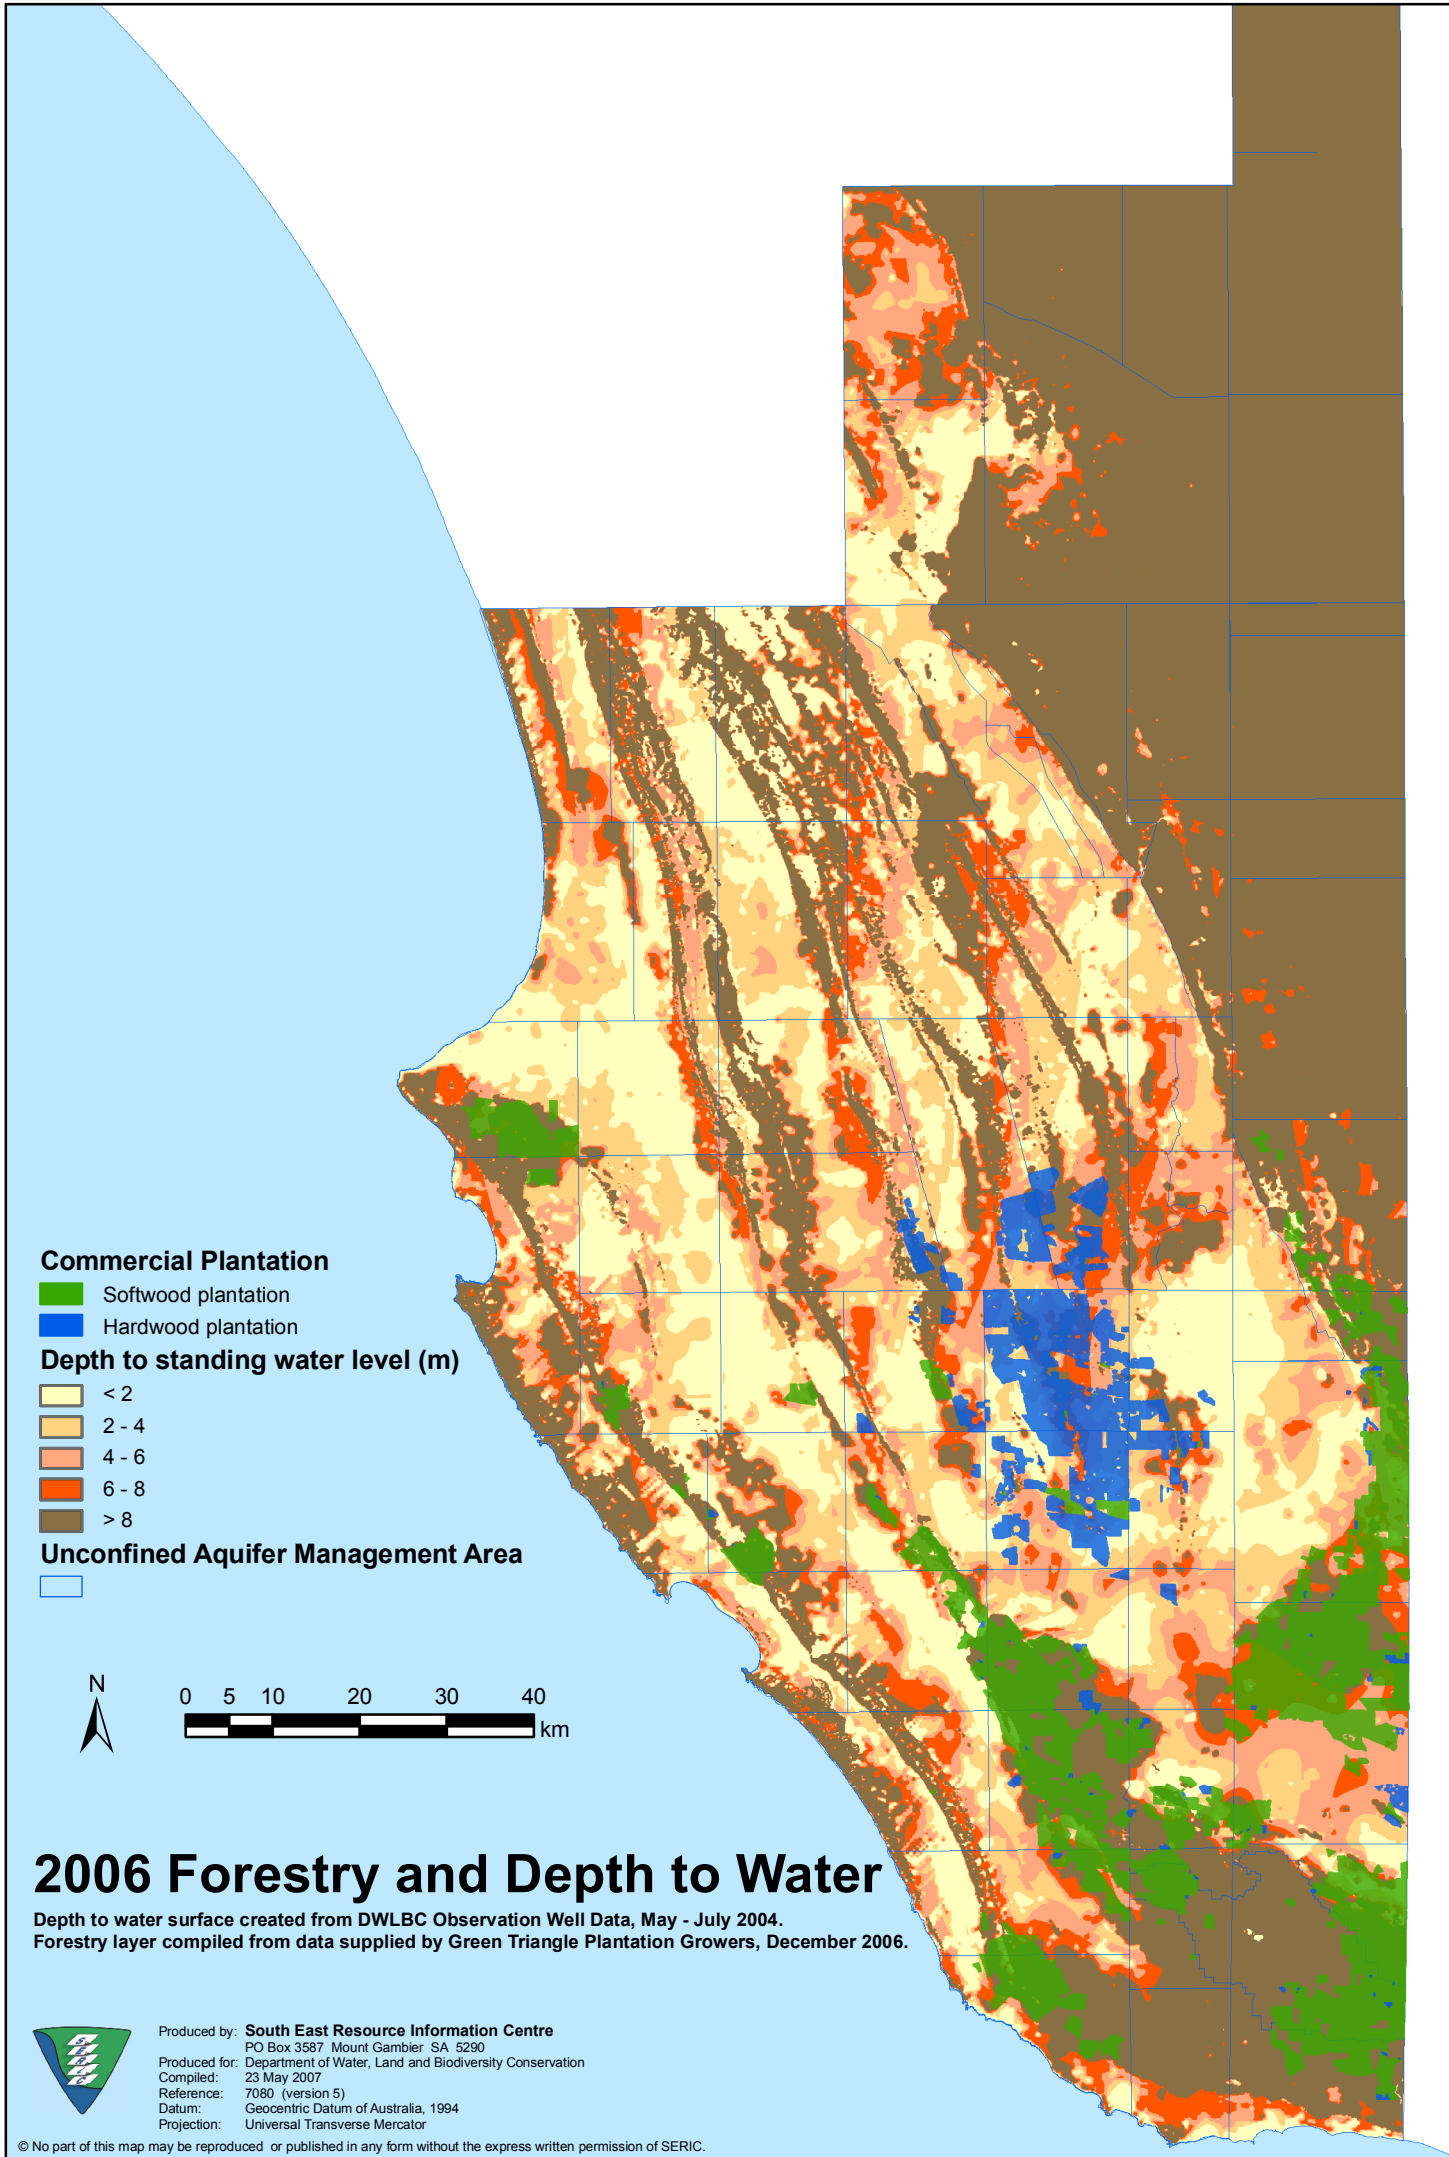 Commercial Plantation
Softwood plantation
Hardwood plantation
Depth to standing water level (m)
< 2
2 - 4
4 - 6
6 - 8
> 8
Unconfined Aquifer Management Area
N
0 5 10 20 30 40
km
2006 Forestry and Depth to Water
Depth to water surface created from DWLBC Observation Well Data, May - July 2004.
Forestry layer compiled from data supplied by Green Triangle Plantation Growers, December 2006.
S
E
R
I
C
Produced by: South East Resource Information Centre
PO Box 3587 Mount Gambier SA 5290
Produced for: Department of Water, Land and Biodiversity Conservation
Compiled: 23 May 2007
Reference: 7080 (version 5)
Datum: Geocentric Datum of Australia, 1994
Projection: Universal Transverse Mercator
© No part of this map may be reproduced or published in any form without the express written permission of SERIC.